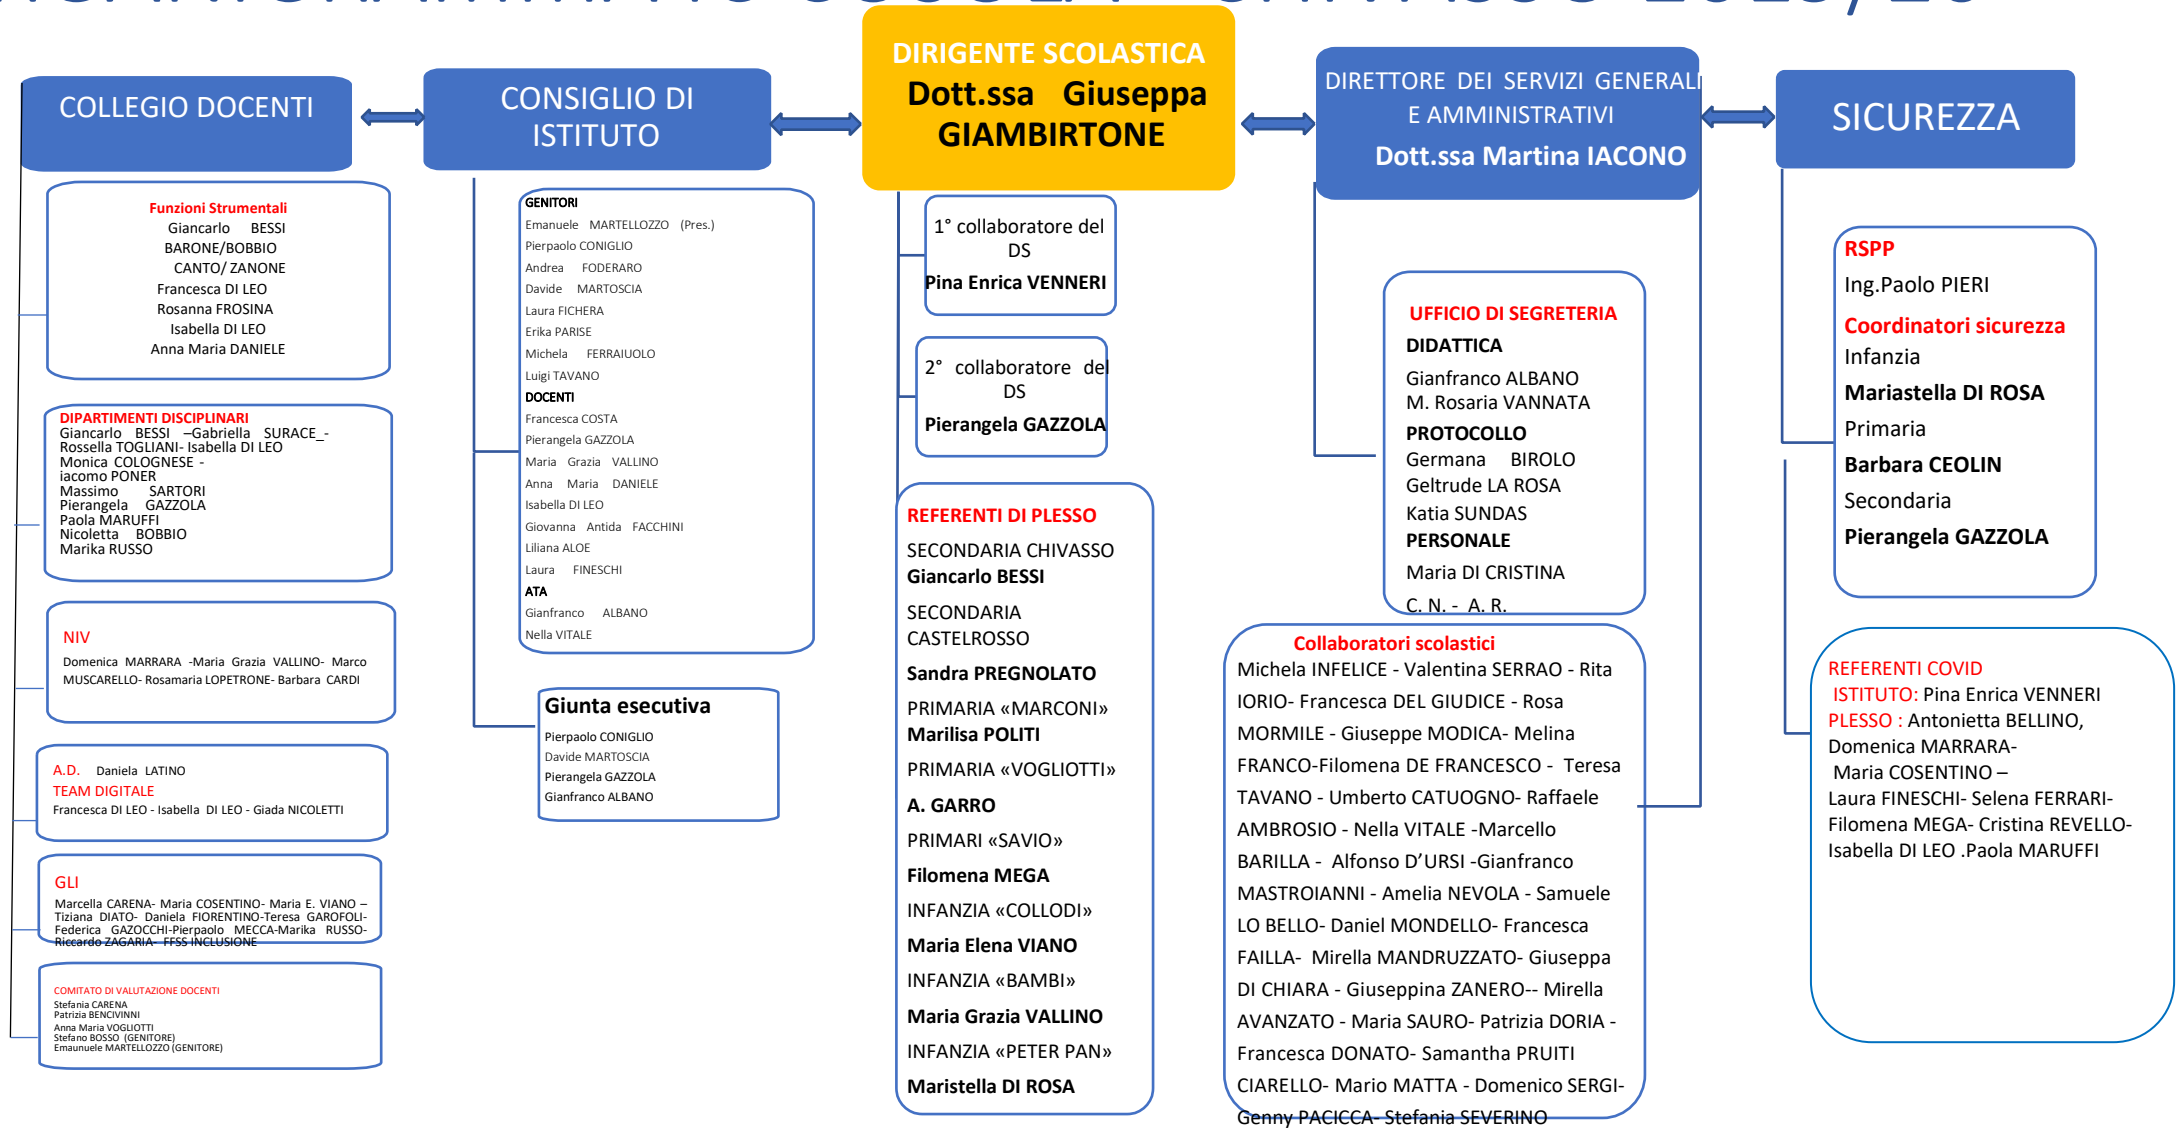 DIRIGENTE SCOLASTICA
Dott.ssa Giuseppa
GIAMBIRTONE
COLLEGIO DOCENTI
CONSIGLIO DI
ISTITUTO
DIRETTORE DEI SERVIZI GENERALI
E AMMINISTRATIVI
Dott.ssa Martina IACONO
SICUREZZA
Funzioni Strumentali
Giancarlo BESSI
BARONE/BOBBIO
CANTO/ ZANONE
Francesca DI LEO
Rosanna FROSINA
Isabella DI LEO
Anna Maria DANIELE
DIPARTIMENTI DISCIPLINARI
Giancarlo BESSI –Gabriella SURACE_-
Rossella TOGLIANI- Isabella DI LEO
Monica COLOGNESE -
iacomo PONER
Massimo SARTORI
Pierangela GAZZOLA
Paola MARUFFI
Nicoletta BOBBIO
Marika RUSSO
NIV
Domenica MARRARA -Maria Grazia VALLINO- Marco
MUSCARELLO- Rosamaria LOPETRONE- Barbara CARDI
A.D. Daniela LATINO
TEAM DIGITALE
Francesca DI LEO - Isabella DI LEO - Giada NICOLETTI
GLI
Marcella CARENA- Maria COSENTINO- Maria E. VIANO –
Tiziana DIATO- Daniela FIORENTINO-Teresa GAROFOLI-
Federica GAZOCCHI-Pierpaolo MECCA-Marika RUSSO-
Riccardo ZAGARIA- FFSS INCLUSIONE
COMITATO DI VALUTAZIONE DOCENTI
Stefania CARENA
Patrizia BENCIVINNI
Anna Maria VOGLIOTTI
Stefano BOSSO (GENITORE)
Emaunuele MARTELLOZZO (GENITORE)
GENITORI
Emanuele MARTELLOZZO (Pres.)
Pierpaolo CONIGLIO
Andrea FODERARO
Davide MARTOSCIA
Laura FICHERA
Erika PARISE
Michela FERRAIUOLO
Luigi TAVANO
DOCENTI
Francesca COSTA
Pierangela GAZZOLA
Maria Grazia VALLINO
Anna Maria DANIELE
Isabella DI LEO
Giovanna Antida FACCHINI
Liliana ALOE
Laura FINESCHI
ATA
Gianfranco ALBANO
Nella VITALE
Giunta esecutiva
Pierpaolo CONIGLIO
Davide MARTOSCIA
Pierangela GAZZOLA
Gianfranco ALBANO
1° collaboratore del
DS
Pina Enrica VENNERI
2° collaboratore del
DS
Pierangela GAZZOLA
REFERENTI DI PLESSO
SECONDARIA CHIVASSO
Giancarlo BESSI
SECONDARIA
CASTELROSSO
Sandra PREGNOLATO
PRIMARIA «MARCONI»
Marilisa POLITI
PRIMARIA «VOGLIOTTI»
A. GARRO
PRIMARI «SAVIO»
Filomena MEGA
INFANZIA «COLLODI»
Maria Elena VIANO
INFANZIA «BAMBI»
Maria Grazia VALLINO
INFANZIA «PETER PAN»
Maristella DI ROSA
UFFICIO DI SEGRETERIA
DIDATTICA
Gianfranco ALBANO
M. Rosaria VANNATA
PROTOCOLLO
Germana BIROLO
Geltrude LA ROSA
Katia SUNDAS
PERSONALE
Maria DI CRISTINA
C. N. - A. R.
Collaboratori scolastici
Michela INFELICE - Valentina SERRAO - Rita
IORIO- Francesca DEL GIUDICE - Rosa
MORMILE - Giuseppe MODICA- Melina
FRANCO-Filomena DE FRANCESCO - Teresa
TAVANO - Umberto CATUOGNO- Raffaele
AMBROSIO - Nella VITALE -Marcello
BARILLA - Alfonso D’URSI -Gianfranco
MASTROIANNI - Amelia NEVOLA - Samuele
LO BELLO- Daniel MONDELLO- Francesca
FAILLA- Mirella MANDRUZZATO- Giuseppa
DI CHIARA - Giuseppina ZANERO-- Mirella
AVANZATO - Maria SAURO- Patrizia DORIA -
Francesca DONATO- Samantha PRUITI
CIARELLO- Mario MATTA - Domenico SERGI-
Genny PACICCA- Stefania SEVERINO
RSPP
Ing.Paolo PIERI
Coordinatori sicurezza
Infanzia
Mariastella DI ROSA
Primaria
Barbara CEOLIN
Secondaria
Pierangela GAZZOLA
REFERENTI COVID
ISTITUTO: Pina Enrica VENNERI
PLESSO : Antonietta BELLINO,
Domenica MARRARA-
Maria COSENTINO –
Laura FINESCHI- Selena FERRARI-
Filomena MEGA- Cristina REVELLO-
Isabella DI LEO .Paola MARUFFI